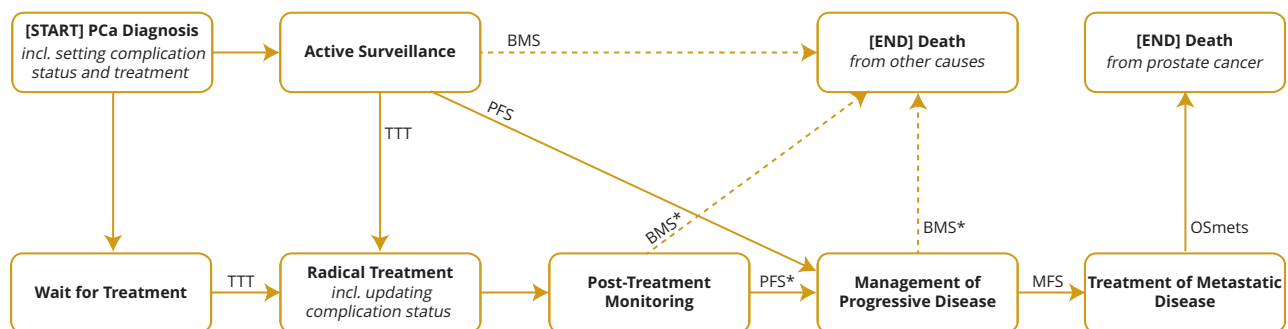 [START] PCa Diagnosis
incl. setting complication
status and treatment
Active Surveillance
BMS
[END] Death
from other causes
[END] Death
from prostate cancer
PFS
TTT
BMS*
BMS*
OSmets
Wait for Treatment
TTT
Radical Treatment
incl. updating
complication status
Post-Treatment
Monitoring
PFS*
Management of
Progressive Disease
MFS
Treatment of Metastatic
Disease